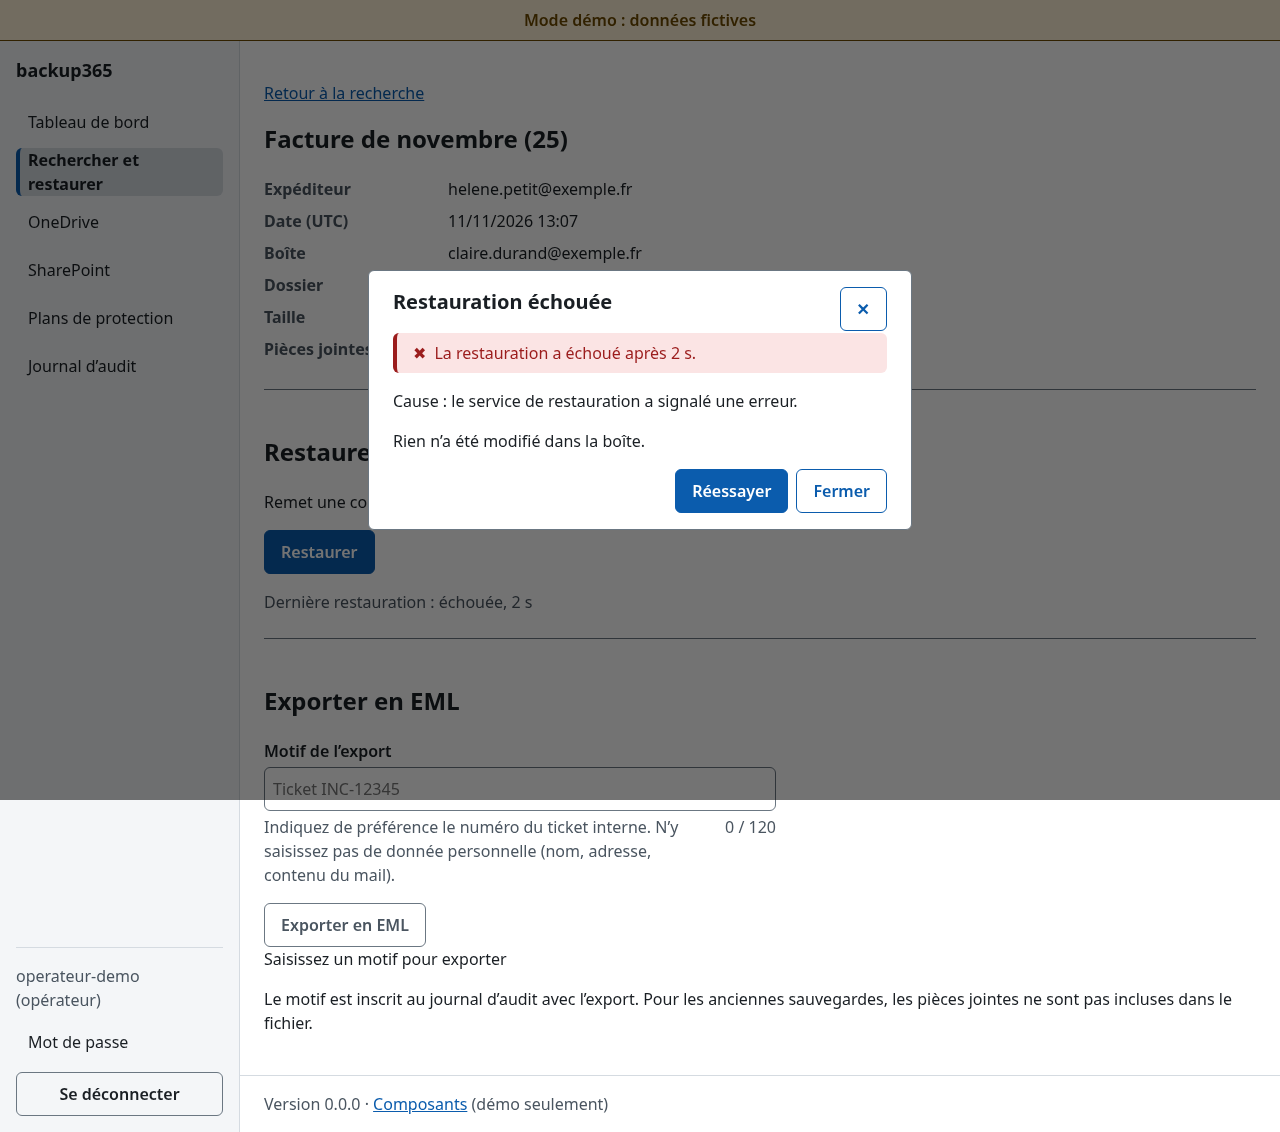 Mode démo : données fictives
backup365
Tableau de bord
Rechercher et
restaurer
OneDrive
SharePoint
Plans de protection
Journal d’audit
operateur-demo
(opérateur)
Mot de passe
Se déconnecter
Retour à la recherche
Facture de novembre (25)
Expéditeur helene.petit@exemple.fr
Date (UTC) 11/11/2026 13:07
Boîte claire.durand@exemple.fr
Dossier
Taille
Pièces jointes
Restauration échouée
×
✖ La restauration a échoué après 2 s.
Cause : le service de restauration a signalé une erreur.
Rien n’a été modifié dans la boîte.
Réessayer Fermer
Restaure
Remet une co
Restaurer
Dernière restauration : échouée, 2 s
Exporter en EML
Motif de l’export
Ticket INC-12345
Indiquez de préférence le numéro du ticket interne. N’y 0 / 120
saisissez pas de donnée personnelle (nom, adresse,
contenu du mail).
Exporter en EML
Saisissez un motif pour exporter
Le motif est inscrit au journal d’audit avec l’export. Pour les anciennes sauvegardes, les pièces jointes ne sont pas incluses dans le
fichier.
Version 0.0.0 · Composants (démo seulement)